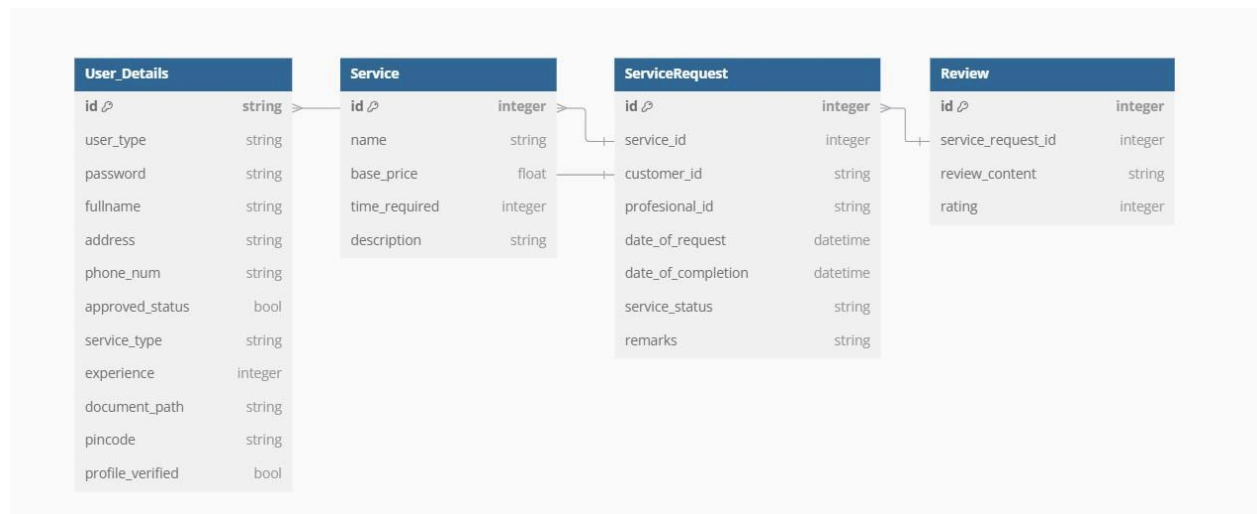 User_Details
id string
user_type string
password string
fullname string
address string
phone_num string
approved_status bool
service_type string
experience integer
document_path string
pincode string
profile_verified bool
Service
id integer
name string
base_price float
time_required integer
description string
ServiceRequest
id integer
service_id integer
customer_id string
profesional_id string
date_of_request datetime
date_of_completion datetime
service_status string
remarks string
Review
id integer
service_request_id integer
review_content string
rating integer